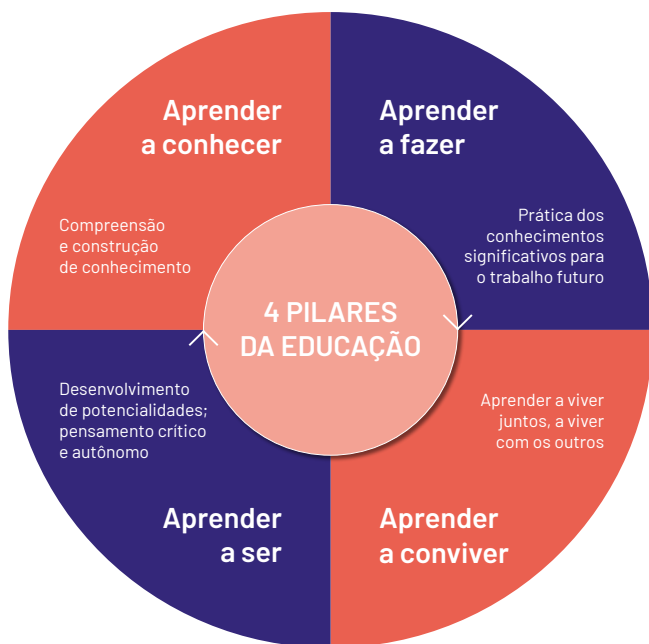 Aprender
a conhecer
Compreensão
e construção
de conhecimento
Aprender
a fazer
Prática dos
conhecimentos
significativos para
o trabalho futuro
4 PILARES
DA EDUCAÇÃO
Desenvolvimento
de potencialidades;
pensamento crítico
e autônomo
Aprender
a ser
Aprender a viver
juntos, a viver
com os outros
Aprender
a conviver